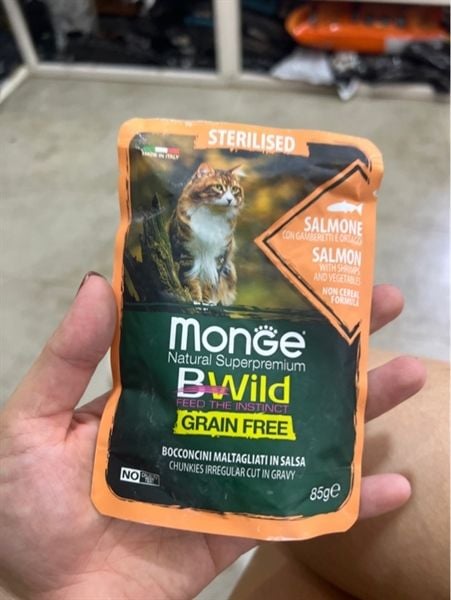 STERILISED
MADE IN ITALY
SALMONE
CON GAMBERETTI E ORTAGGI
SALMON
WITH SHRIMPS
AND VEGETABLES
NON CEREAL
FORMULA
MONGE
Natural Superpremium
BWild
FEED THE INSTINCT
GRAIN FREE
BOCCONCINI MALTAGLIATI IN SALSA
CHUNKIES IRREGULAR CUT IN GRAVY
NO
85g℮